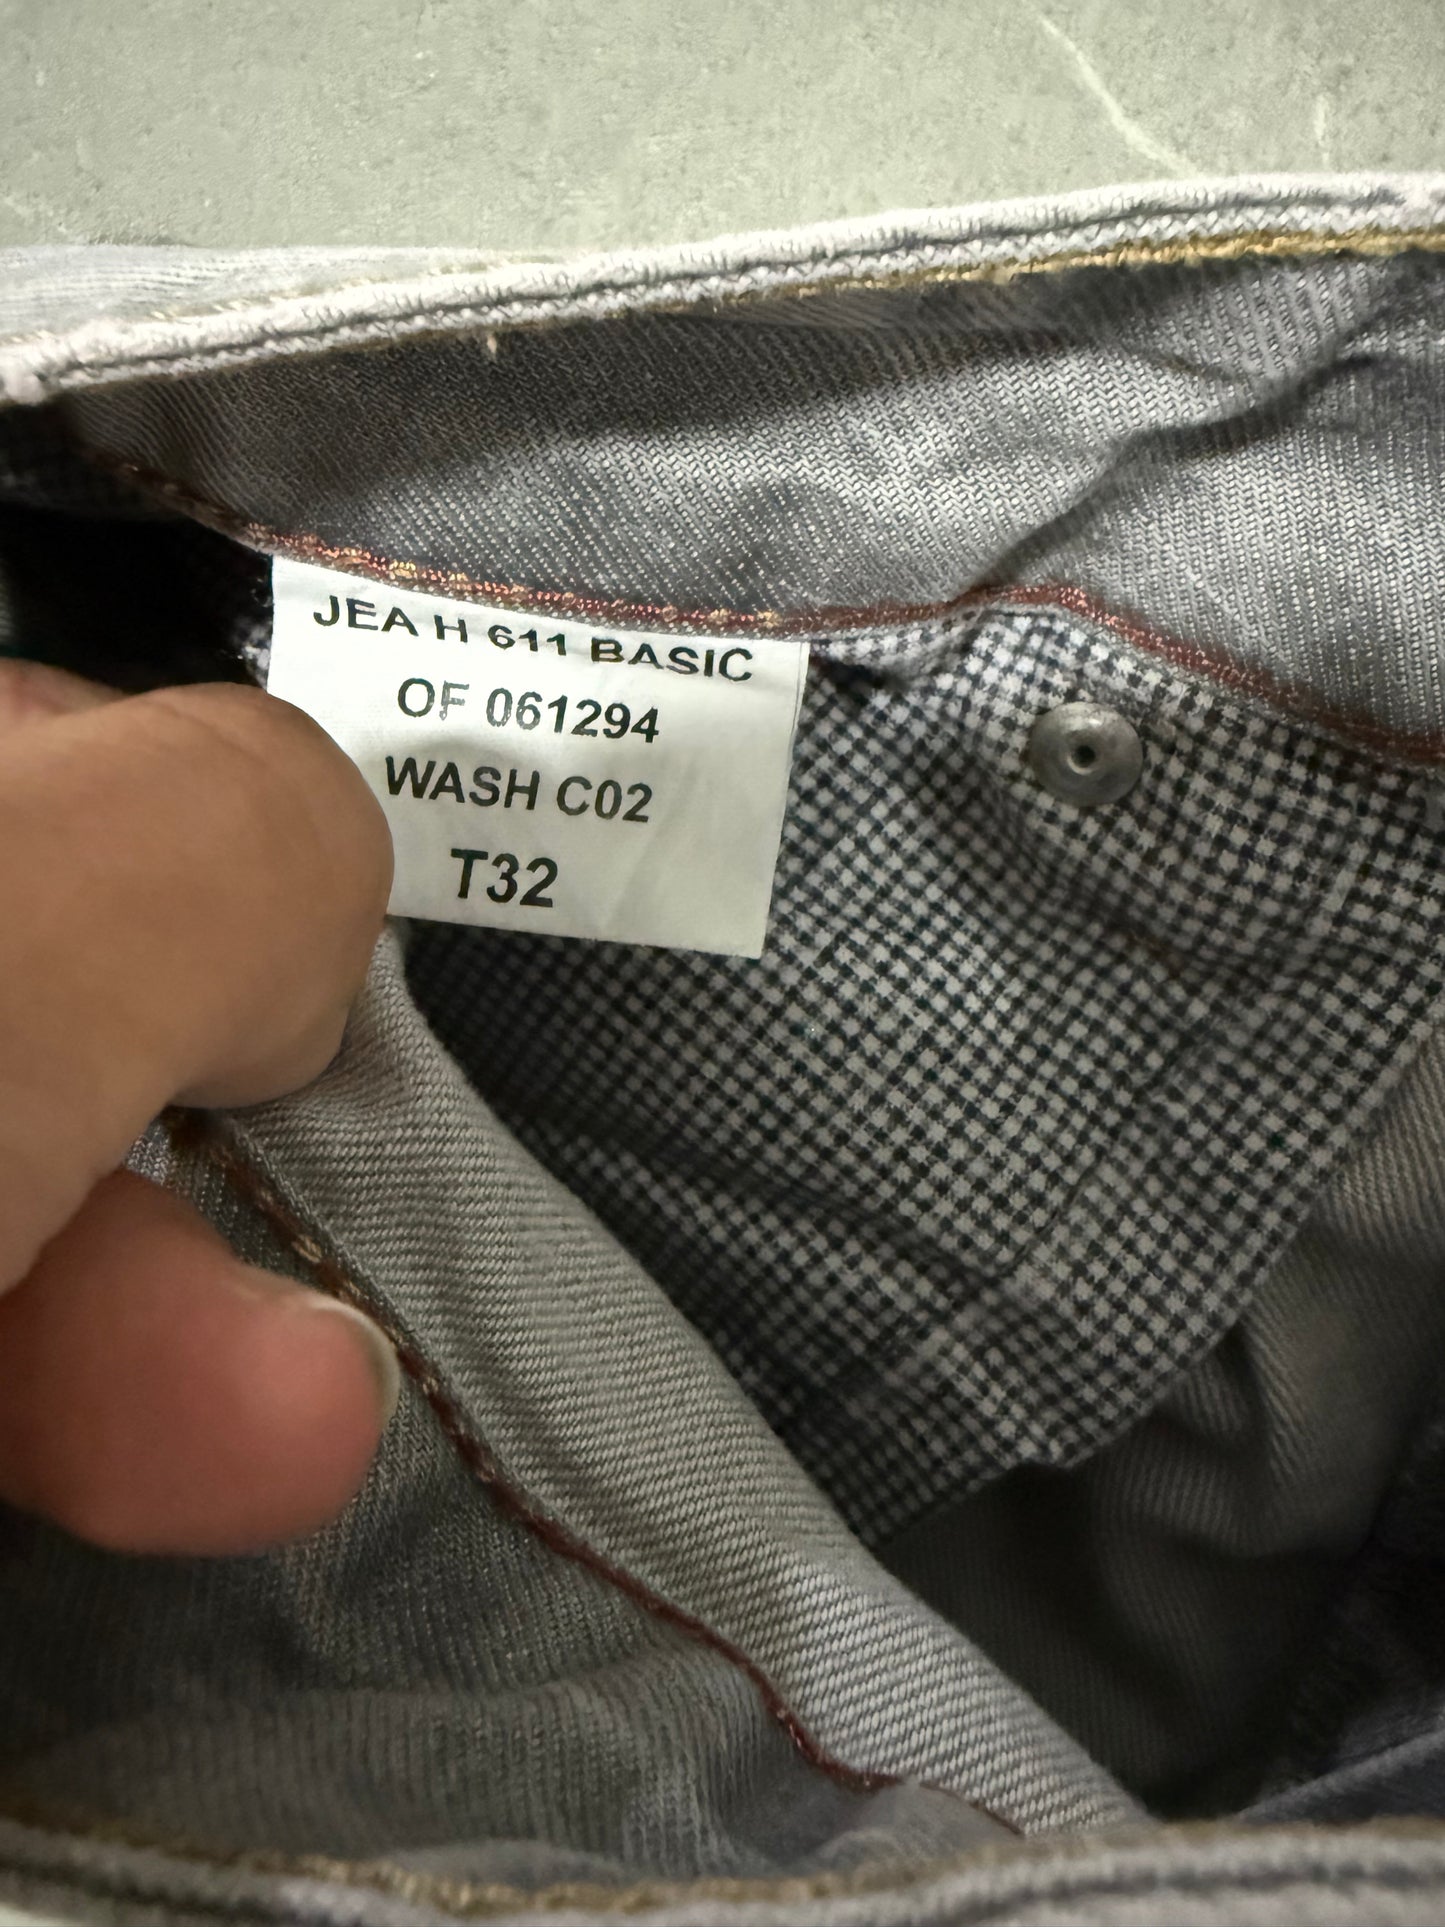 JEA H 611 BASIC
OF 061294
WASH C02
T32